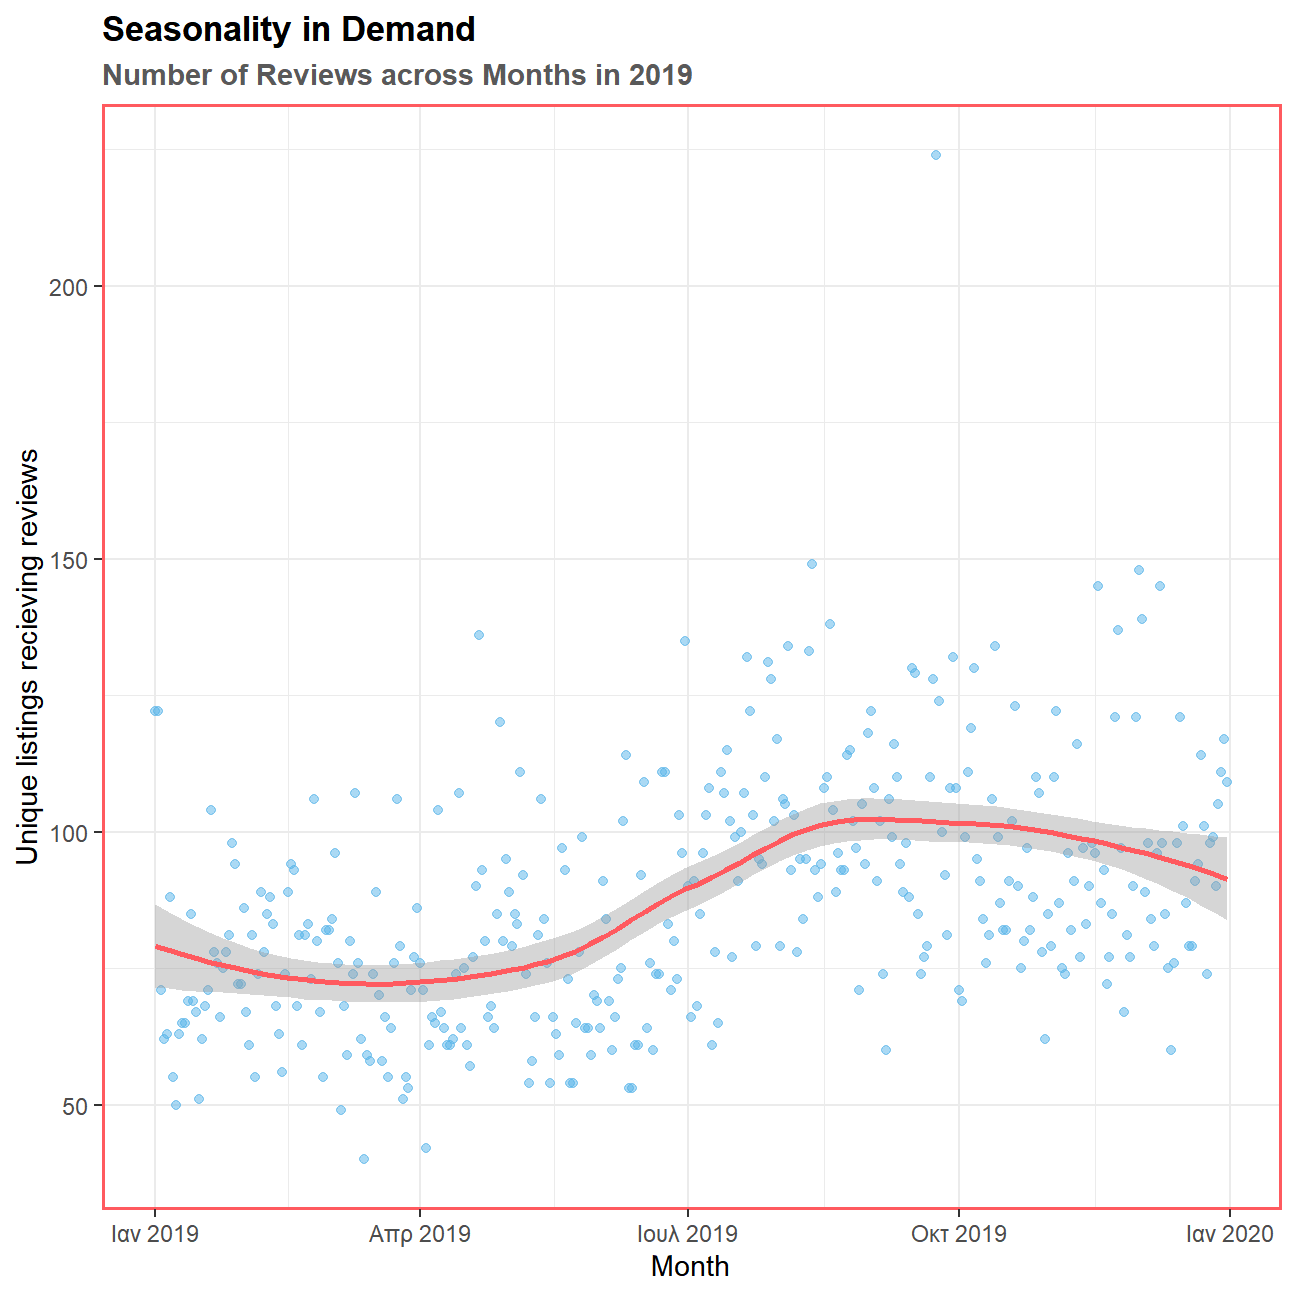 Seasonality in Demand
Number of Reviews across Months in 2019
Unique listings recieving reviews
200
150
100
50
Ιαν 2019
Απρ 2019
Ιουλ 2019
Οκτ 2019
Ιαν 2020
Month